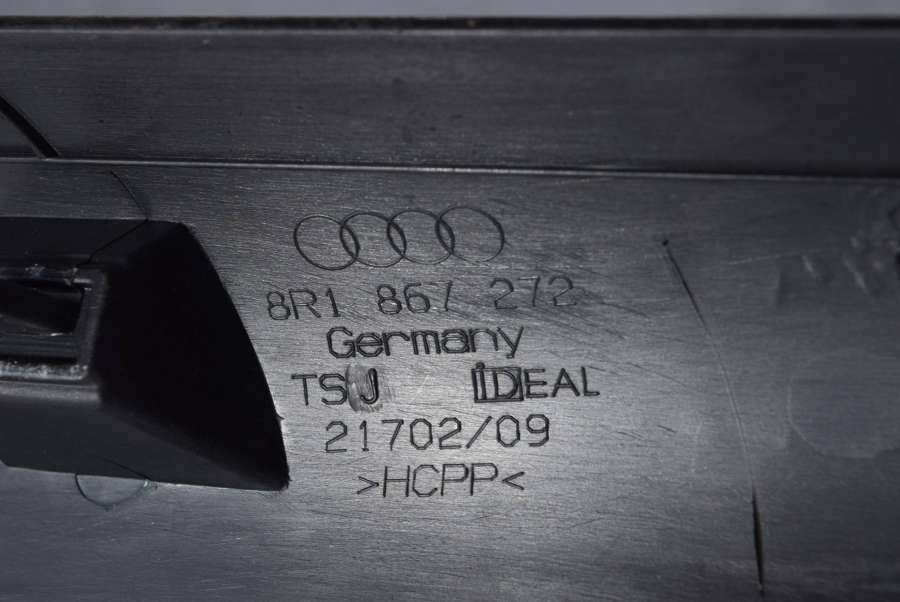 8R1 867 272
Germany
TSJ iDEAL
21702/09
>HCPP<